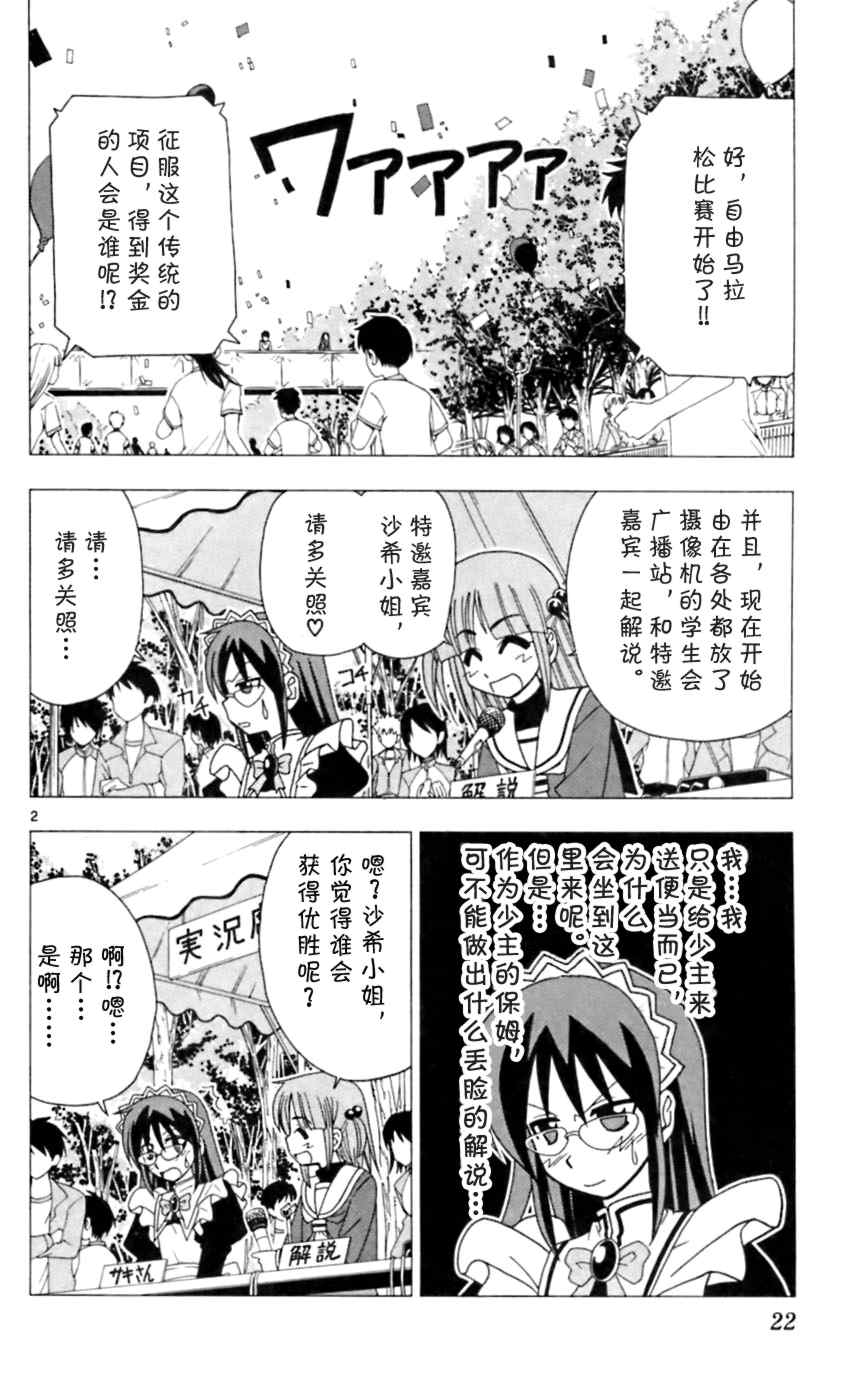 好，自由马拉
松比赛开始了!!
ワァアアアァ
征服这个传统的
项目，得到奖金
的人会是谁呢!?
并且，现在开始
由在各处都放了
摄像机的学生会
广播站，和特邀
嘉宾一起解说。
特邀嘉宾
沙希小姐，
请多关照♡
コチ
カチ
请…
请多关照…
解説
2
我…我
只是给少主来
送便当而已，
为什么
会坐到这
里来呢。
但是…
作为少主的保姆，
可不能做出什么丢脸的解说…
嗯？沙希小姐，
你觉得谁会
获得优胜呢？
实況席
啊!?嗯…
那个…
是啊……
サキさん
解説
22